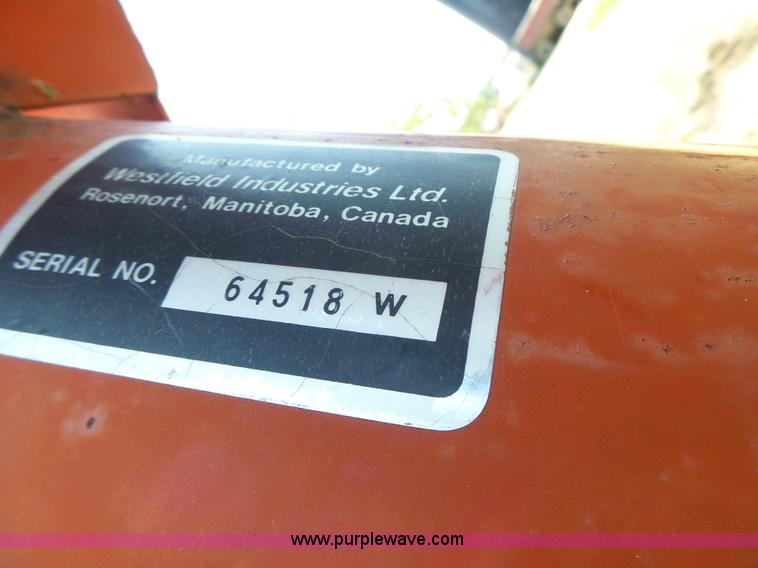 Manufactured by
Westfield Industries Ltd.
Rosenort, Manitoba, Canada
SERIAL NO. 64518 W
www.purplewave.com